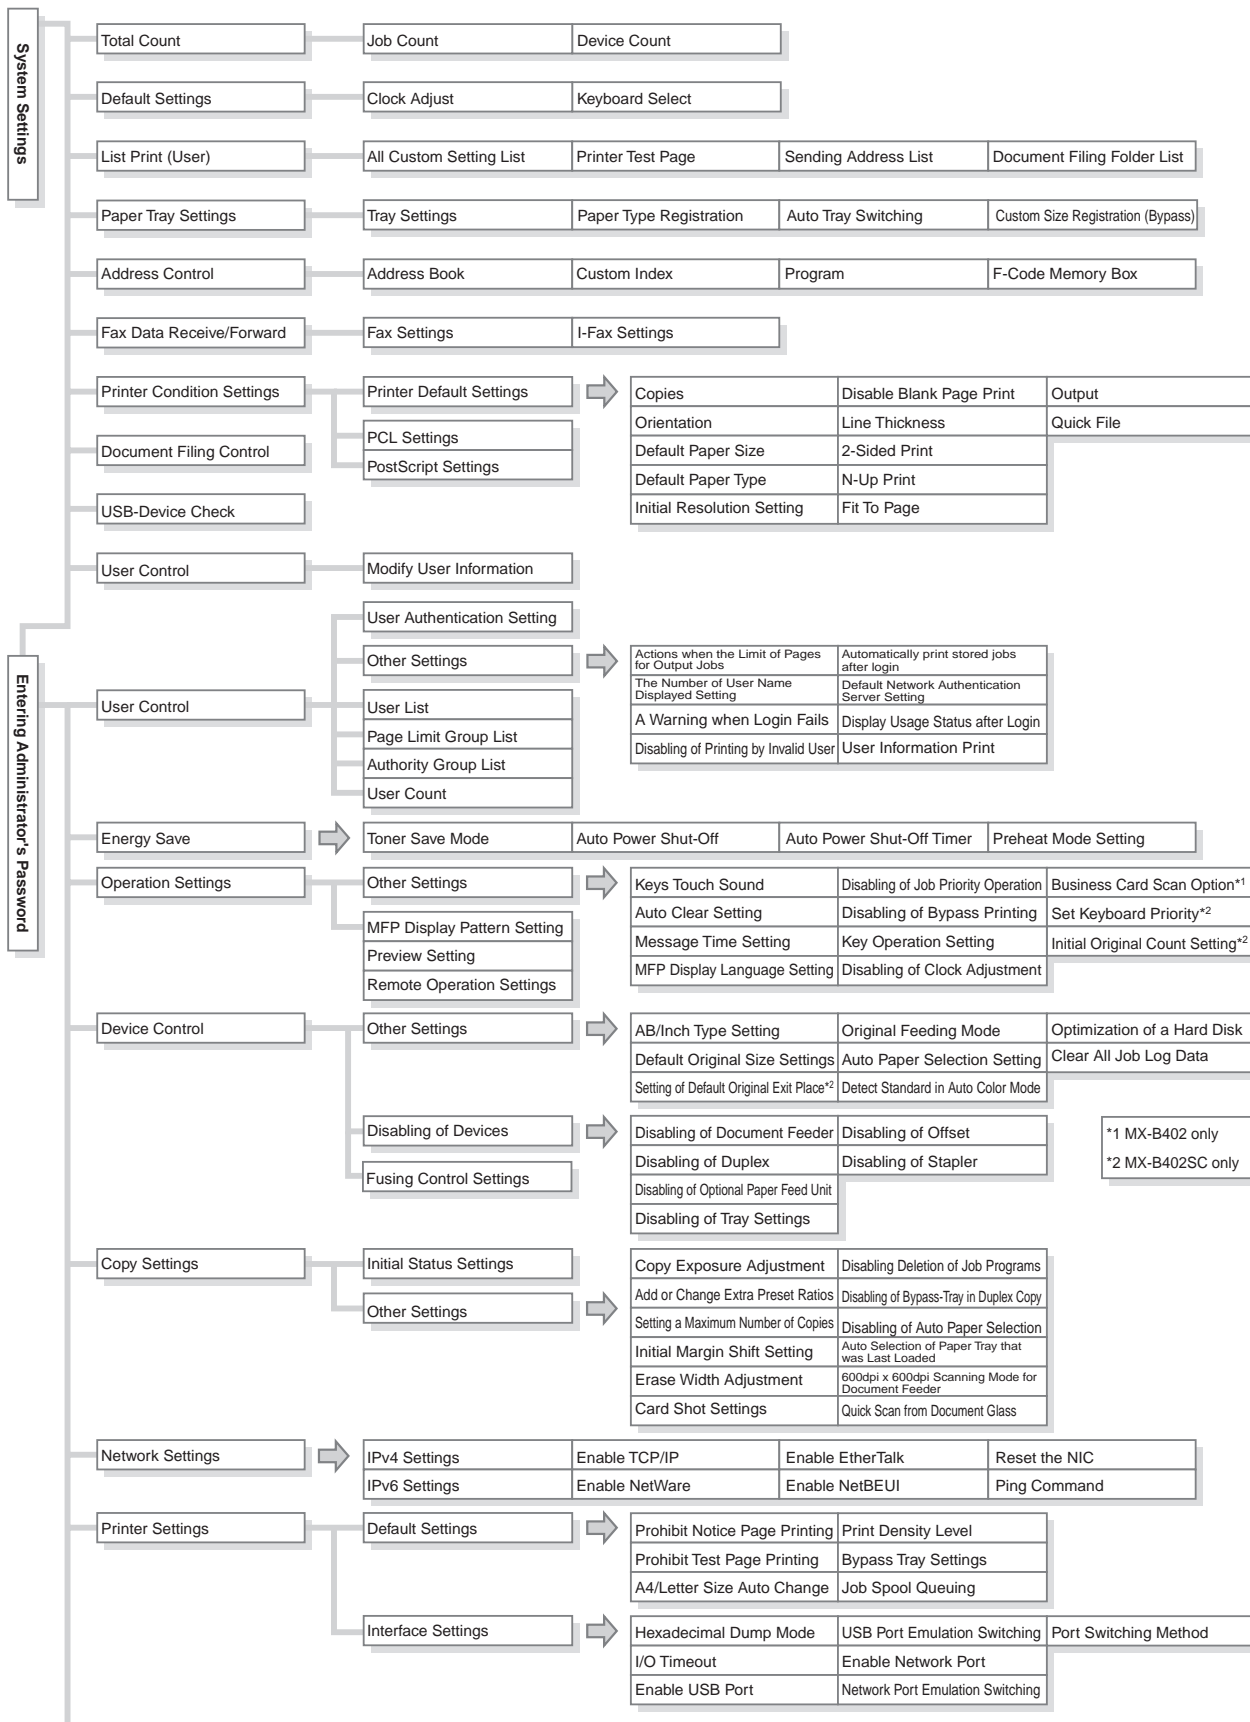 System Settings
Total Count
Job Count
Device Count
Default Settings
Clock Adjust
Keyboard Select
List Print (User)
All Custom Setting List
Printer Test Page
Sending Address List
Document Filing Folder List
Paper Tray Settings
Tray Settings
Paper Type Registration
Auto Tray Switching
Custom Size Registration (Bypass)
Address Control
Address Book
Custom Index
Program
F-Code Memory Box
Fax Data Receive/Forward
Fax Settings
I-Fax Settings
Printer Condition Settings
Printer Default Settings
PCL Settings
PostScript Settings
Copies
Disable Blank Page Print
Output
Orientation
Line Thickness
Quick File
Default Paper Size
2-Sided Print
Default Paper Type
N-Up Print
Initial Resolution Setting
Fit To Page
Document Filing Control
USB-Device Check
User Control
Modify User Information
Entering Administrator's Password
User Control
User Authentication Setting
Other Settings
User List
Page Limit Group List
Authority Group List
User Count
Actions when the Limit of Pages
for Output Jobs
Automatically print stored jobs
after login
The Number of User Name
Displayed Setting
Default Network Authentication
Server Setting
A Warning when Login Fails
Display Usage Status after Login
Disabling of Printing by Invalid User
User Information Print
Energy Save
Toner Save Mode
Auto Power Shut-Off
Auto Power Shut-Off Timer
Preheat Mode Setting
Operation Settings
Other Settings
MFP Display Pattern Setting
Preview Setting
Remote Operation Settings
Keys Touch Sound
Disabling of Job Priority Operation
Business Card Scan Option*1
Auto Clear Setting
Disabling of Bypass Printing
Set Keyboard Priority*2
Message Time Setting
Key Operation Setting
Initial Original Count Setting*2
MFP Display Language Setting
Disabling of Clock Adjustment
Device Control
Other Settings
AB/Inch Type Setting
Original Feeding Mode
Optimization of a Hard Disk
Default Original Size Settings
Auto Paper Selection Setting
Clear All Job Log Data
Setting of Default Original Exit Place*2
Detect Standard in Auto Color Mode
Disabling of Devices
Fusing Control Settings
Disabling of Document Feeder
Disabling of Offset
Disabling of Duplex
Disabling of Stapler
Disabling of Optional Paper Feed Unit
Disabling of Tray Settings
*1 MX-B402 only
*2 MX-B402SC only
Copy Settings
Initial Status Settings
Other Settings
Copy Exposure Adjustment
Disabling Deletion of Job Programs
Add or Change Extra Preset Ratios
Disabling of Bypass-Tray in Duplex Copy
Setting a Maximum Number of Copies
Disabling of Auto Paper Selection
Initial Margin Shift Setting
Auto Selection of Paper Tray that
was Last Loaded
Erase Width Adjustment
600dpi x 600dpi Scanning Mode for
Document Feeder
Card Shot Settings
Quick Scan from Document Glass
Network Settings
IPv4 Settings
Enable TCP/IP
Enable EtherTalk
Reset the NIC
IPv6 Settings
Enable NetWare
Enable NetBEUI
Ping Command
Printer Settings
Default Settings
Prohibit Notice Page Printing
Print Density Level
Prohibit Test Page Printing
Bypass Tray Settings
A4/Letter Size Auto Change
Job Spool Queuing
Interface Settings
Hexadecimal Dump Mode
USB Port Emulation Switching
Port Switching Method
I/O Timeout
Enable Network Port
Enable USB Port
Network Port Emulation Switching